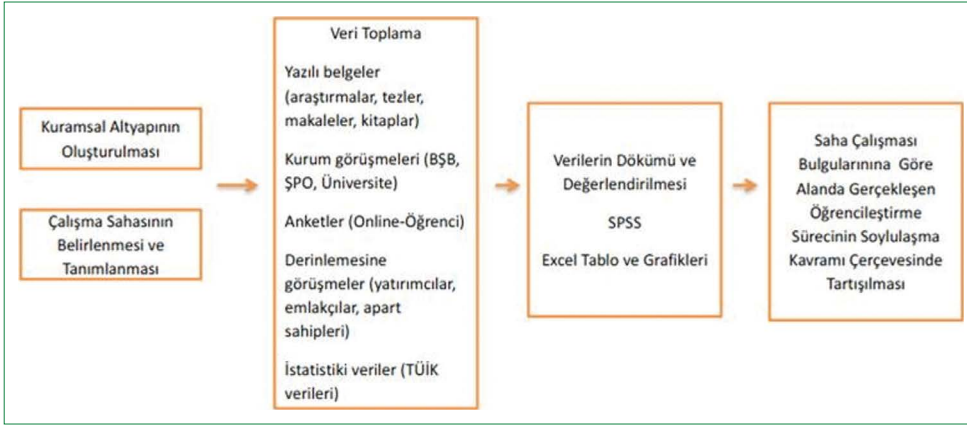 Kuramsal Altyapının
Oluşturulması
Çalışma Sahasının
Belirlenmesi ve
Tanımlanması
Veri Toplama
Yazılı belgeler
(araştırmalar, tezler,
makaleler, kitaplar)
Kurum görüşmeleri (BŞB,
ŞPO, Üniversite)
Anketler (Online-Öğrenci)
Derinlemesine
görüşmeler (yatırımcılar,
emlakçılar, apart
sahipleri)
İstatistiki veriler (TÜİK
verileri)
Verilerin Dökümü ve
Değerlendirilmesi
SPSS
Excel Tablo ve Grafikleri
Saha Çalışması
Bulgularınına Göre
Alanda Gerçekleşen
Öğrencileştirme
Sürecinin Soylulaşma
Kavramı Çerçevesinde
Tartışılması